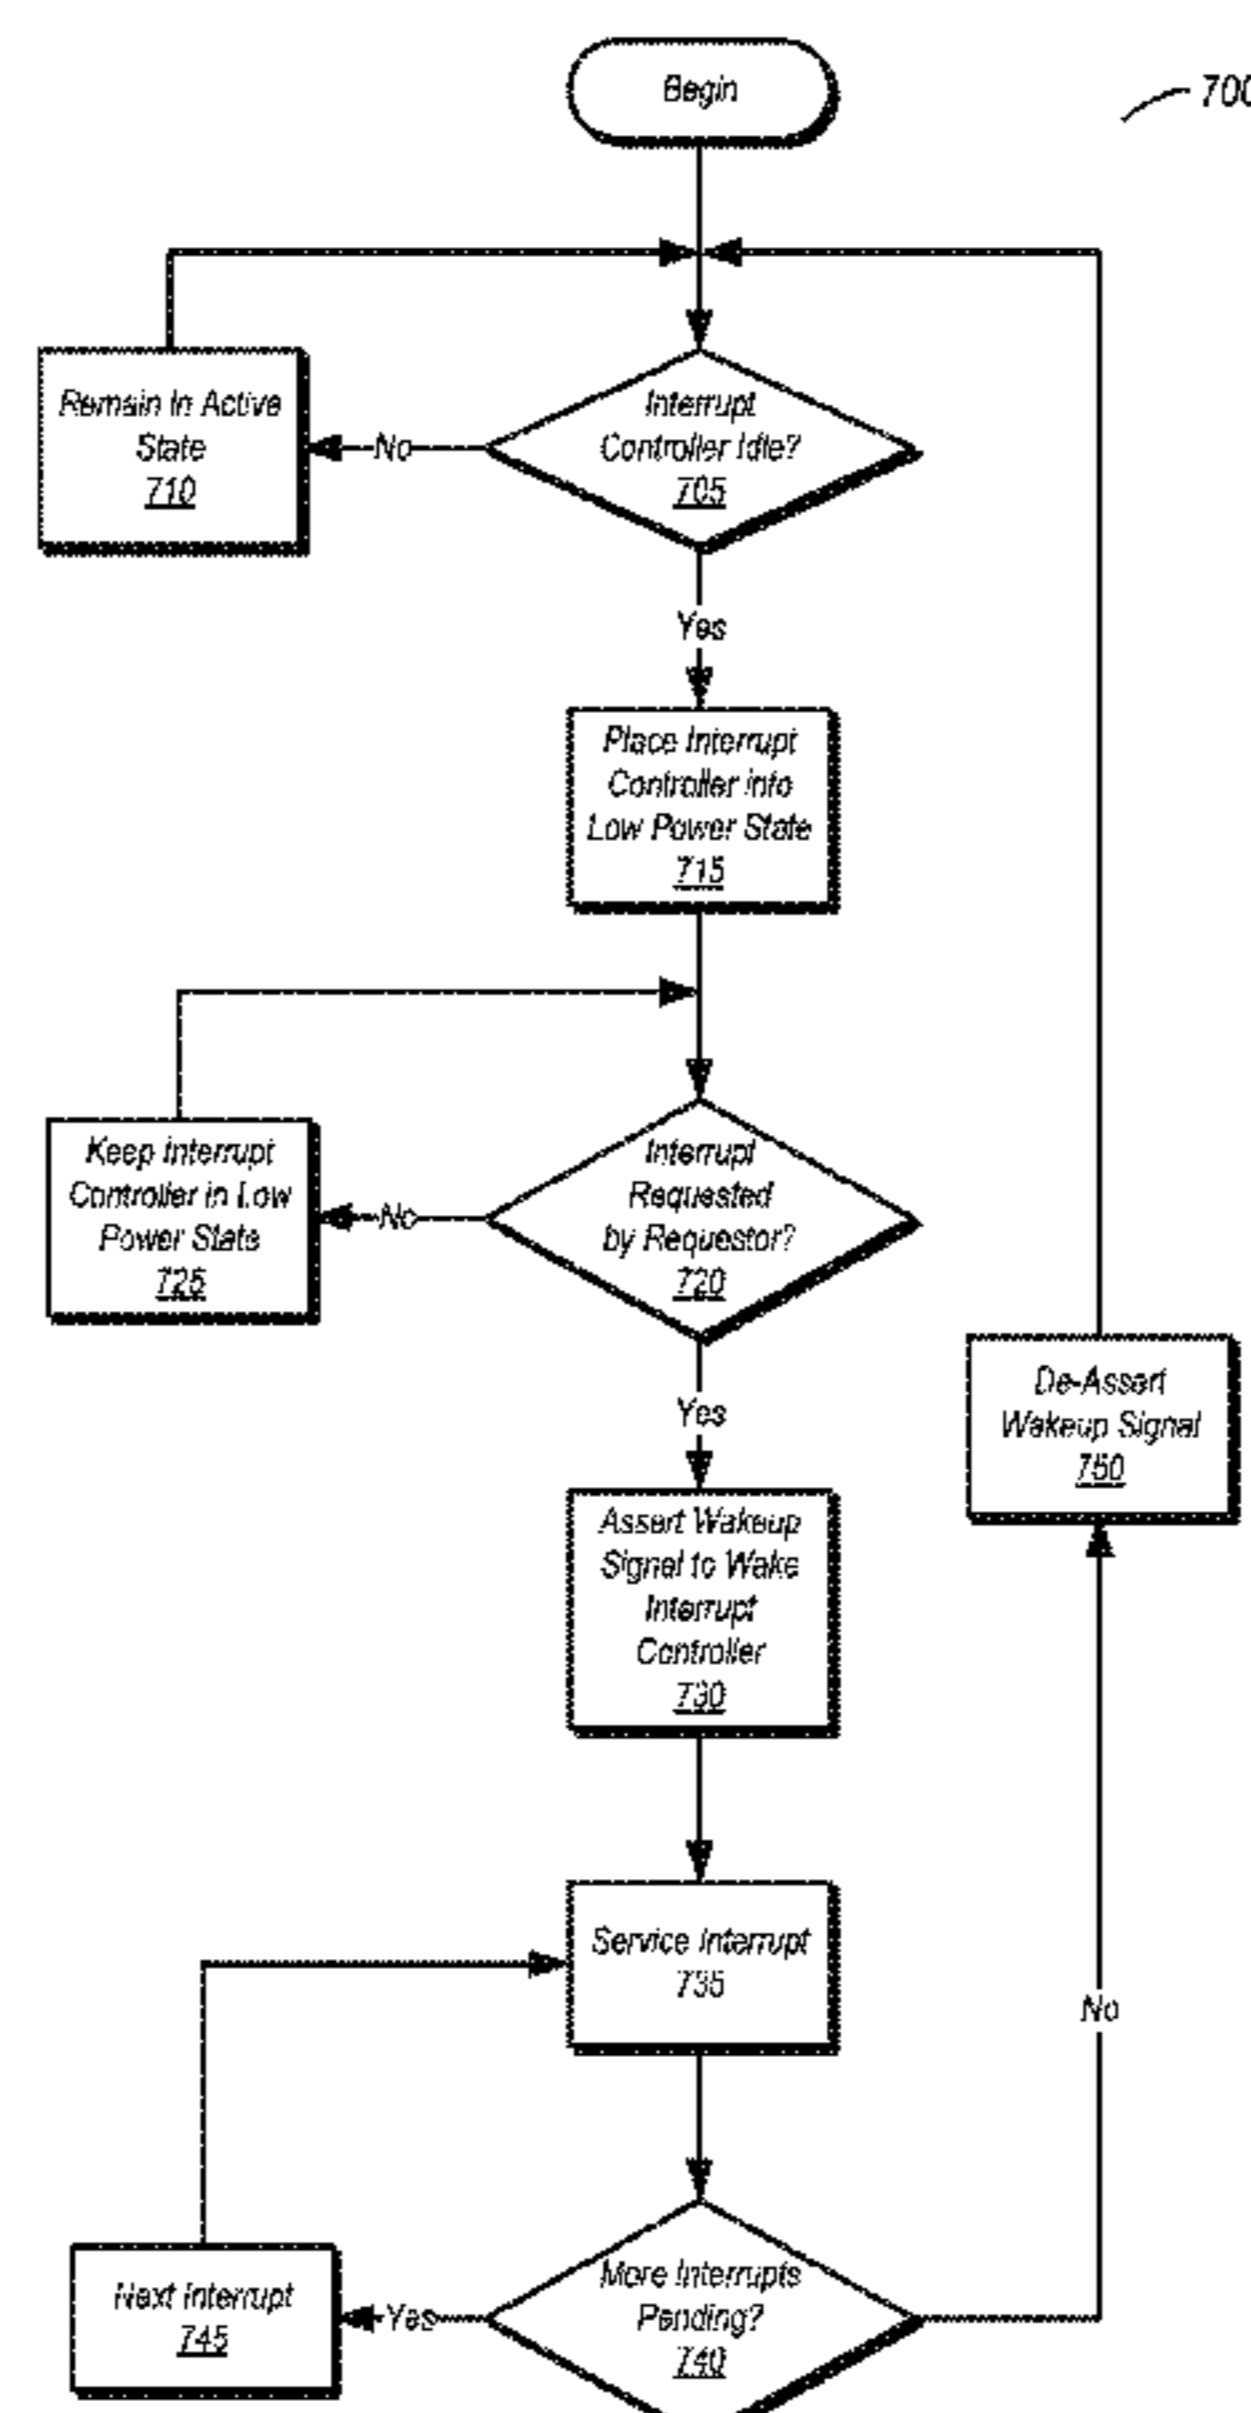 Begin
700
Interrupt
Controller Idle?
705
No
Remain In Active
State
710
Yes
Place Interrupt
Controller into
Low Power State
715
Interrupt
Requested
by Requestor?
720
No
Keep Interrupt
Controller in Low
Power State
725
Yes
Assert Wakeup
Signal to Wake
Interrupt
Controller
730
De-Assert
Wakeup Signal
750
Service Interrupt
735
No
More Interrupts
Pending?
740
Yes
Next Interrupt
745